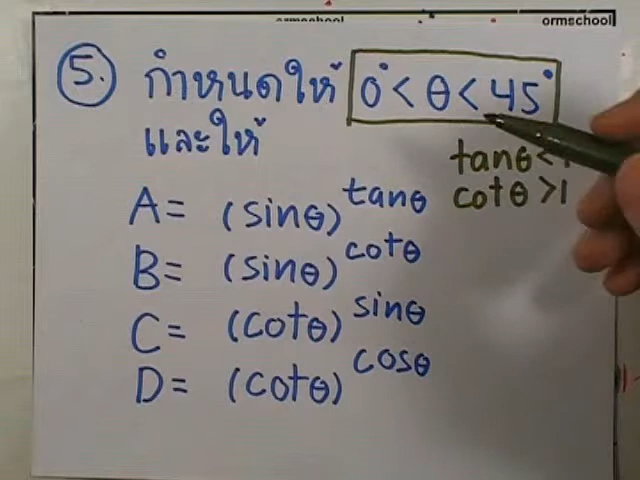 ormschool ormschool
5. กำหนดให้ 0° < θ < 45°
และให้
tanθ < 1
cotθ > 1
A = (sinθ)^tanθ
B = (sinθ)^cotθ
C = (cotθ)^sinθ
D = (cotθ)^cosθ